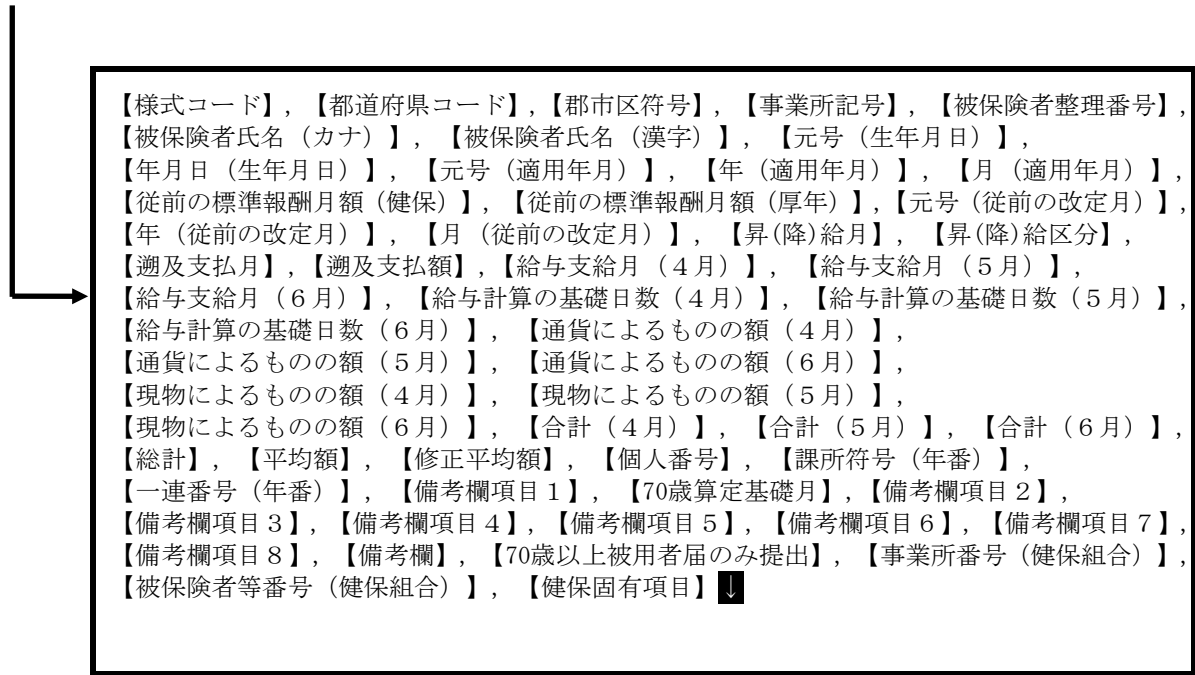 【様式コード】,【都道府県コード】,【郡市区符号】,【事業所記号】,【被保険者整理番号】,
【被保険者氏名（カナ）】,【被保険者氏名（漢字）】,【元号（生年月日）】,
【年月日（生年月日）】,【元号（適用年月）】,【年（適用年月）】,【月（適用年月）】,
【従前の標準報酬月額（健保）】,【従前の標準報酬月額（厚年）】,【元号（従前の改定月）】,
【年（従前の改定月）】,【月（従前の改定月）】,【昇(降)給月】,【昇(降)給区分】,
【遡及支払月】,【遡及支払額】,【給与支給月（４月）】,【給与支給月（５月）】,
【給与支給月（６月）】,【給与計算の基礎日数（４月）】,【給与計算の基礎日数（５月）】,
【給与計算の基礎日数（６月）】,【通貨によるものの額（４月）】,
【通貨によるものの額（５月）】,【通貨によるものの額（６月）】,
【現物によるものの額（４月）】,【現物によるものの額（５月）】,
【現物によるものの額（６月）】,【合計（４月）】,【合計（５月）】,【合計（６月）】,
【総計】,【平均額】,【修正平均額】,【個人番号】,【課所符号（年番）】,
【一連番号（年番）】,【備考欄項目１】,【70歳算定基礎月】,【備考欄項目２】,
【備考欄項目３】,【備考欄項目４】,【備考欄項目５】,【備考欄項目６】,【備考欄項目７】,
【備考欄項目８】,【備考欄】,【70歳以上被用者届のみ提出】,【事業所番号（健保組合）】,
【被保険者等番号（健保組合）】,【健保固有項目】↓